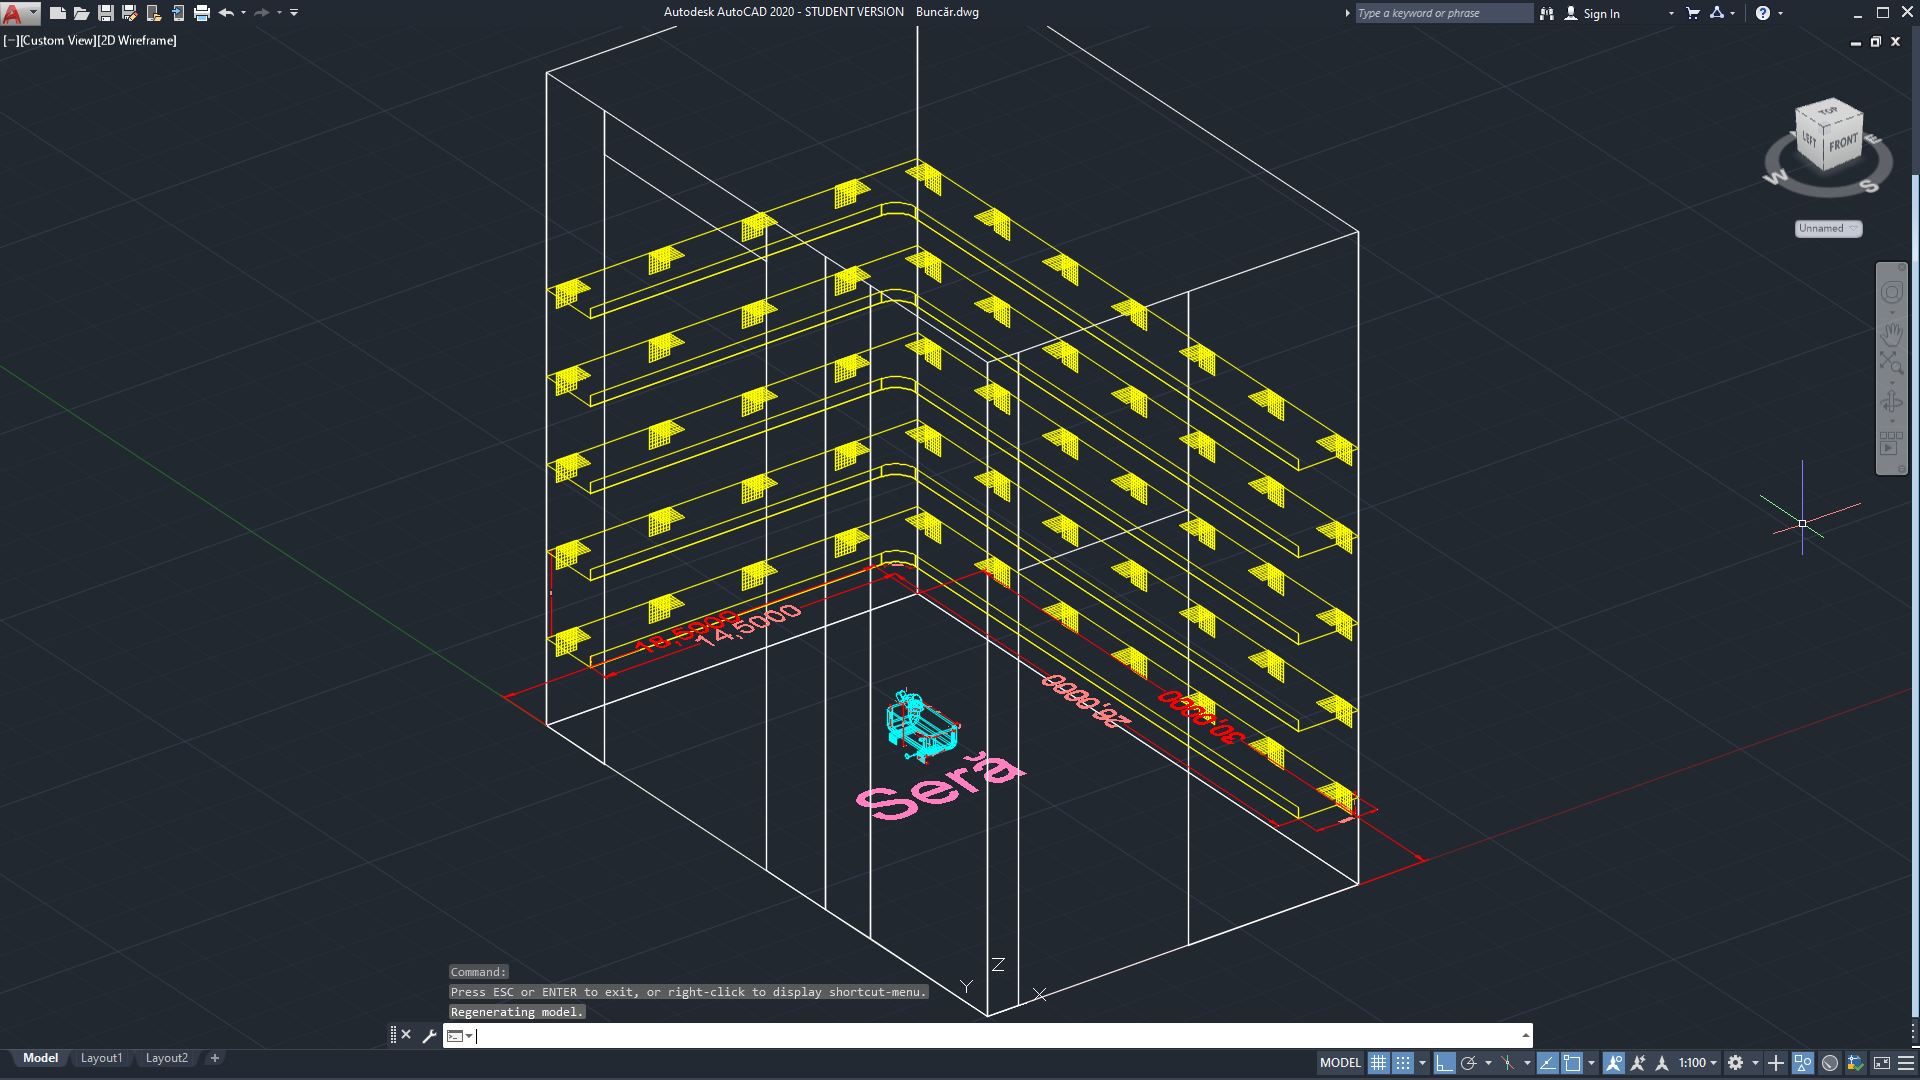 Autodesk AutoCAD 2020 - STUDENT VERSION Buncăr.dwg
Type a keyword or phrase
Sign In
[−][Custom View][2D Wireframe]
TOP
LEFT
FRONT
W
S
E
Unnamed
18,5000
14,5000
26,0000
30,0000
Seră
Z
Y
X
Command:
Press ESC or ENTER to exit, or right-click to display shortcut-menu.
Regenerating model.
Model
Layout1
Layout2
MODEL
1:100